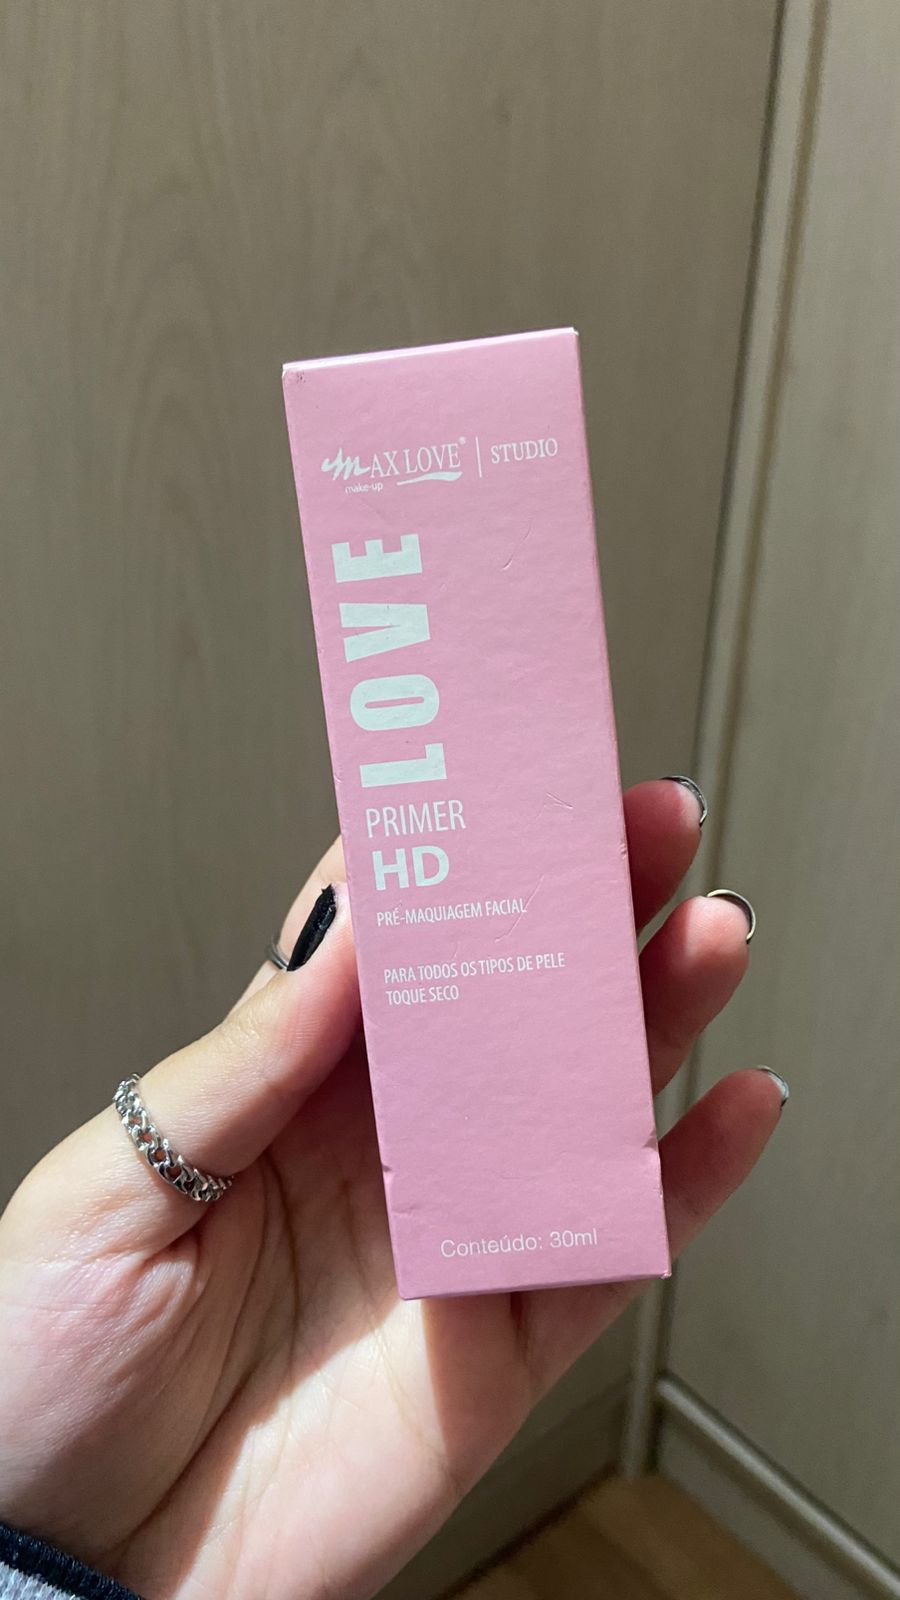 MAX LOVE® | STUDIO
make-up
LOVE
PRIMER
HD
PRÉ-MAQUIAGEM FACIAL
PARA TODOS OS TIPOS DE PELE
TOQUE SECO
Conteúdo: 30ml